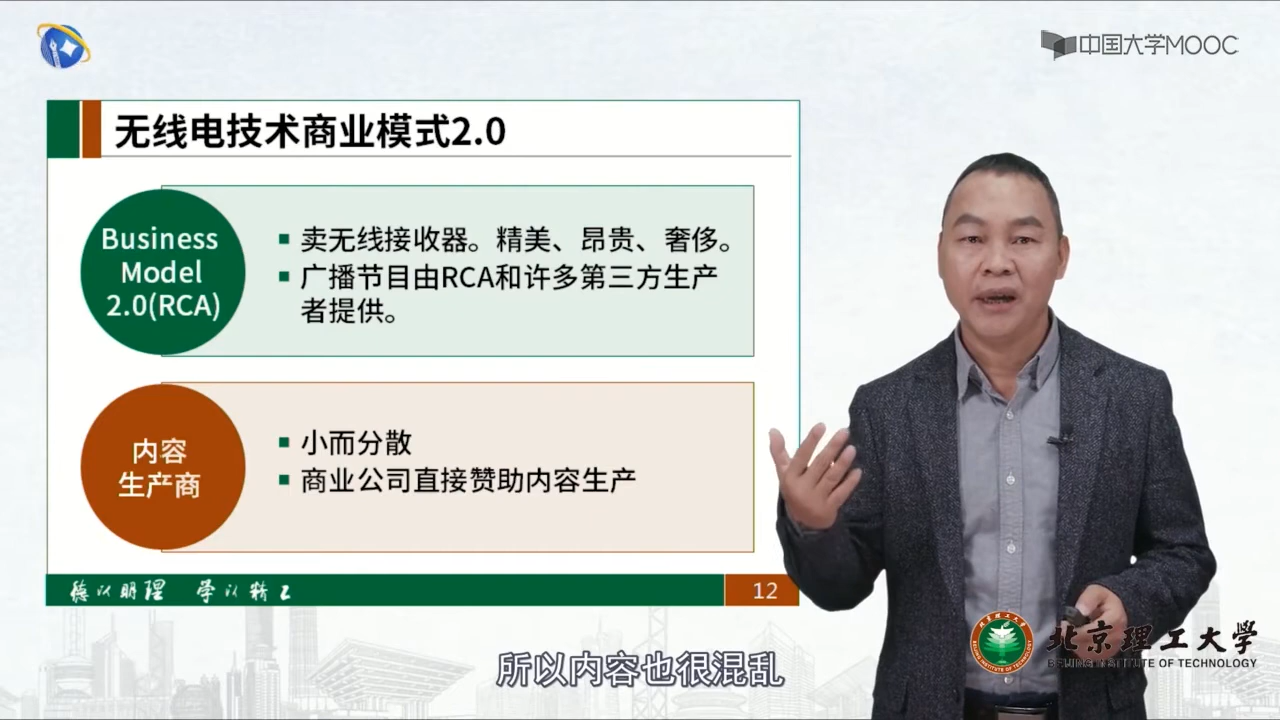 中国大学MOOC
无线电技术商业模式2.0
Business
Model
2.0(RCA)
卖无线接收器。精美、昂贵、奢侈。
广播节目由RCA和许多第三方生产
者提供。
内容
生产商
小而分散
商业公司直接赞助内容生产
德以明理 学以精工
12
北京理工大学
BEIJING INSTITUTE OF TECHNOLOGY
所以内容也很混乱